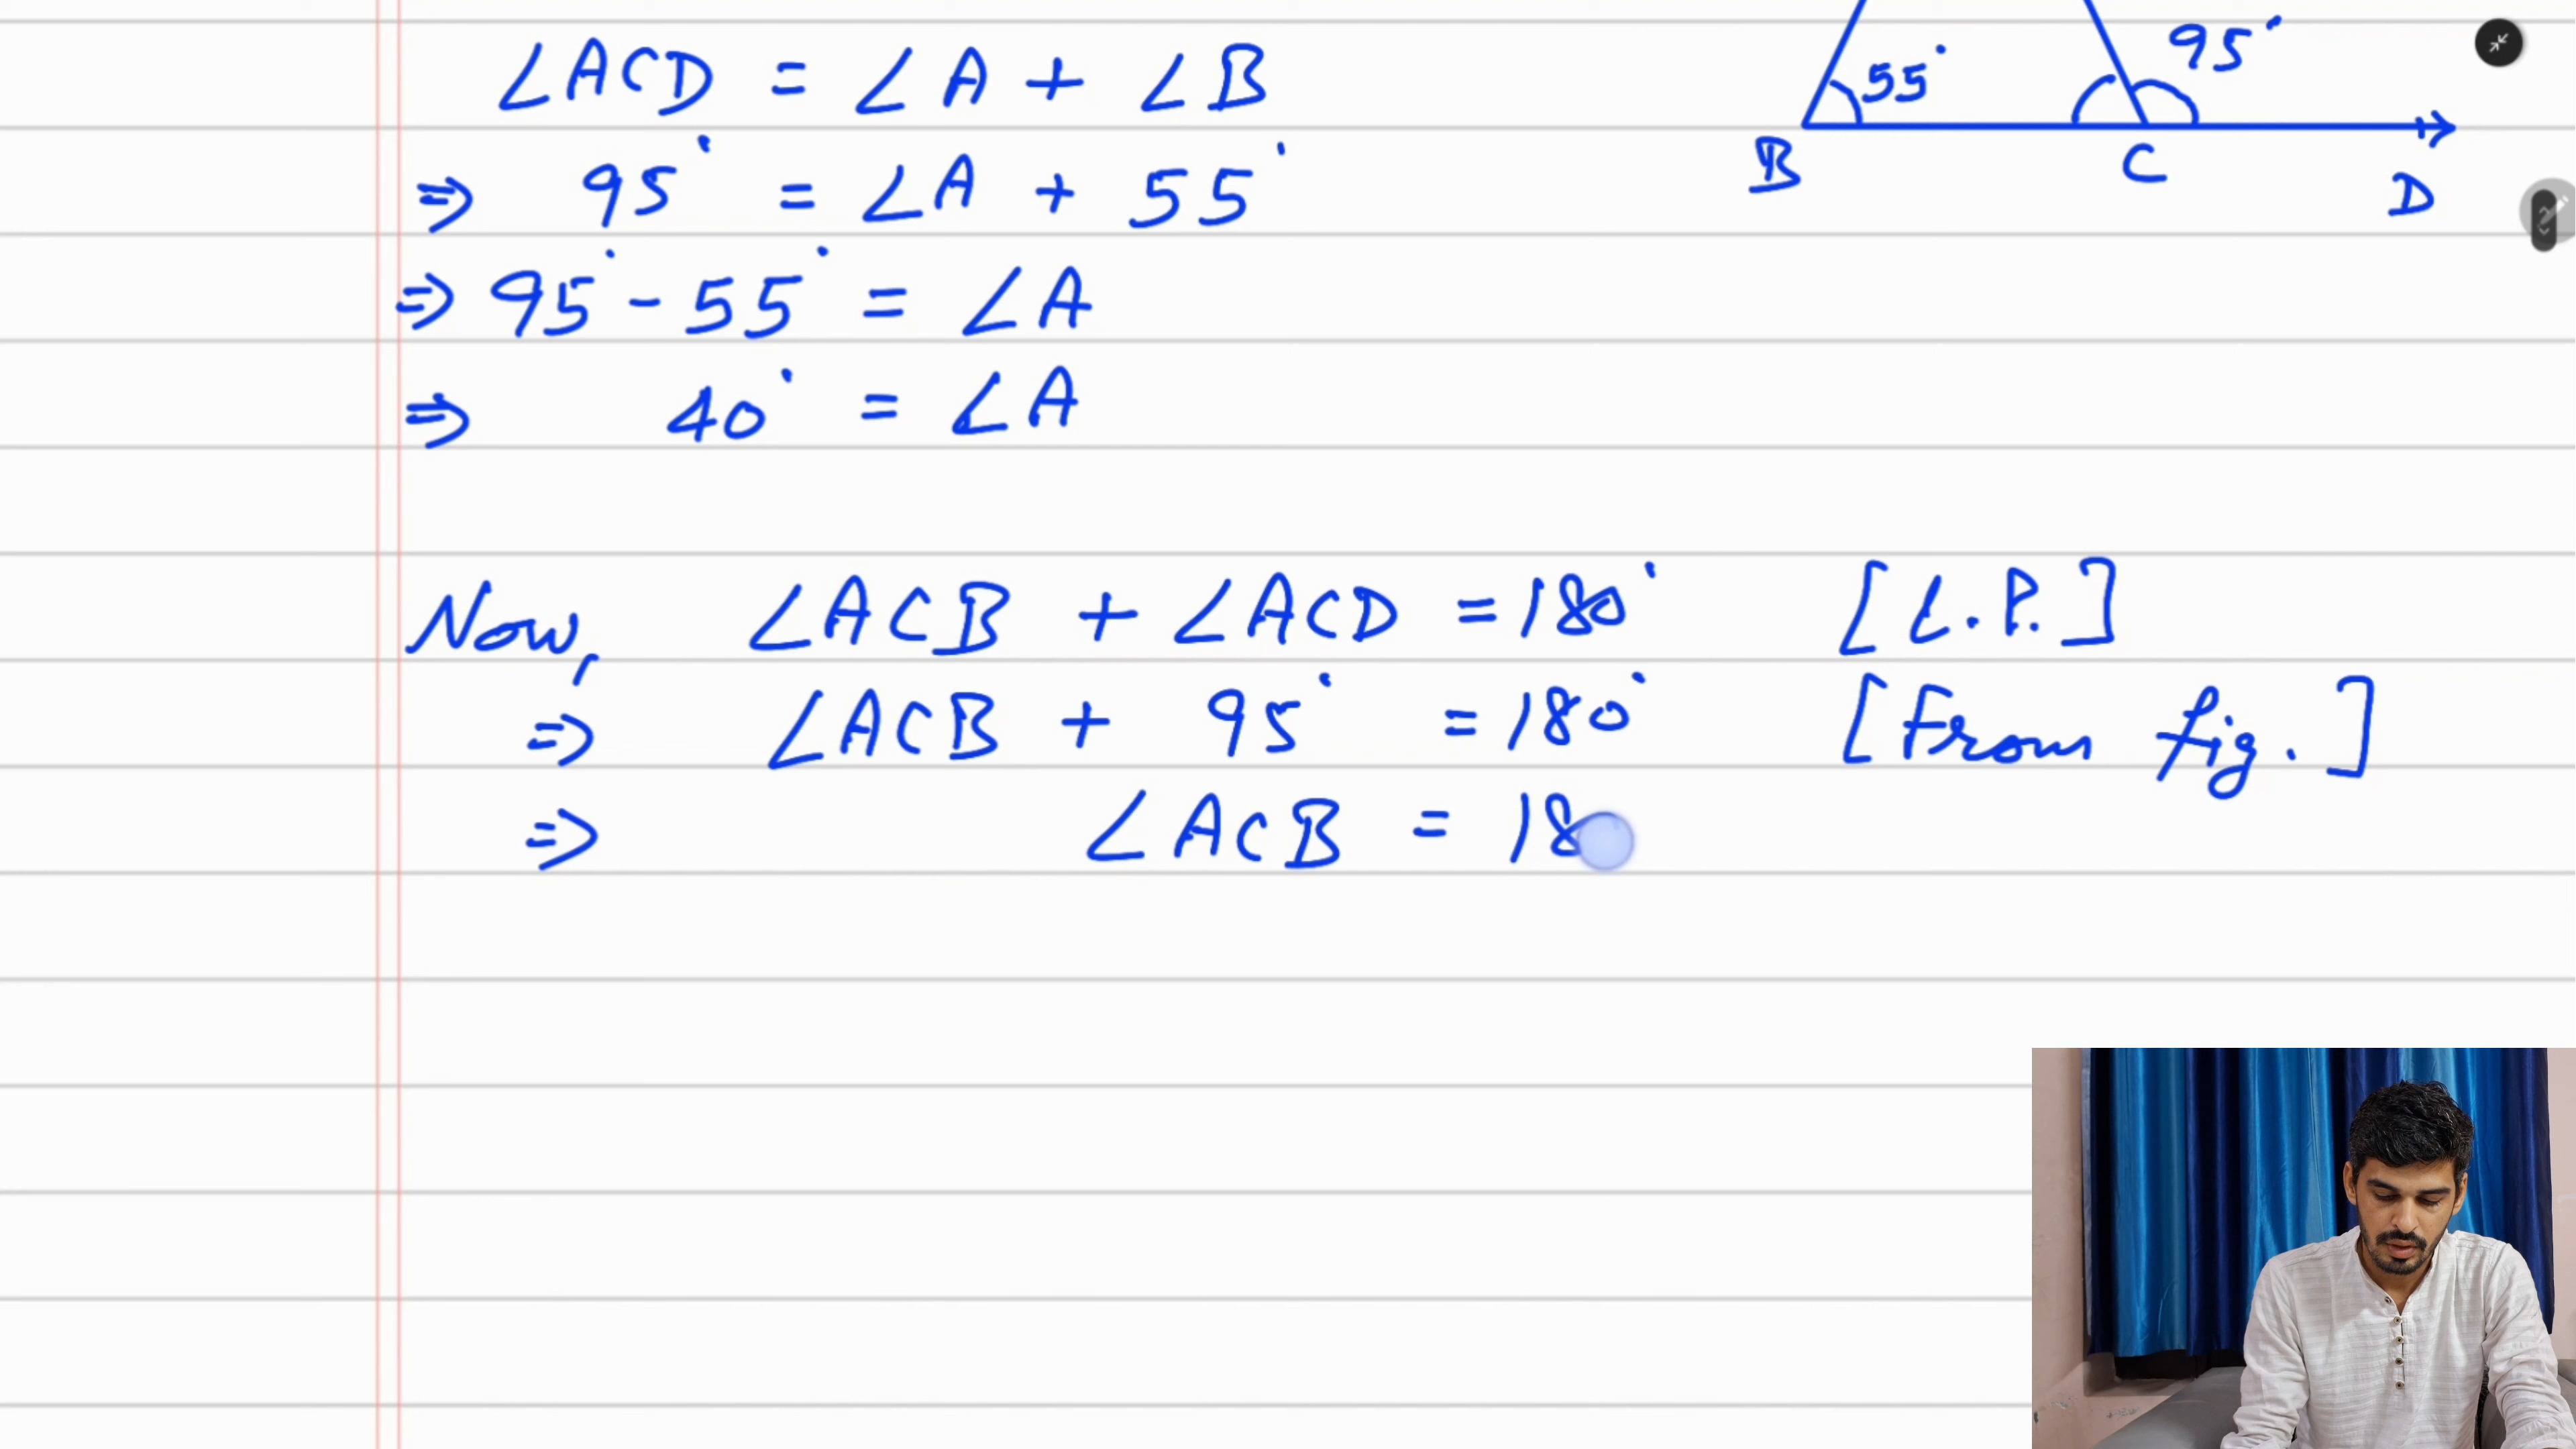 ∠ACD = ∠A + ∠B
⇒ 95° = ∠A + 55°
⇒ 95° - 55° = ∠A
⇒ 40° = ∠A
55°
95°
B
C
D
Now, ∠ACB + ∠ACD = 180° [L.P.]
⇒ ∠ACB + 95° = 180° [From fig.]
⇒ ∠ACB = 18